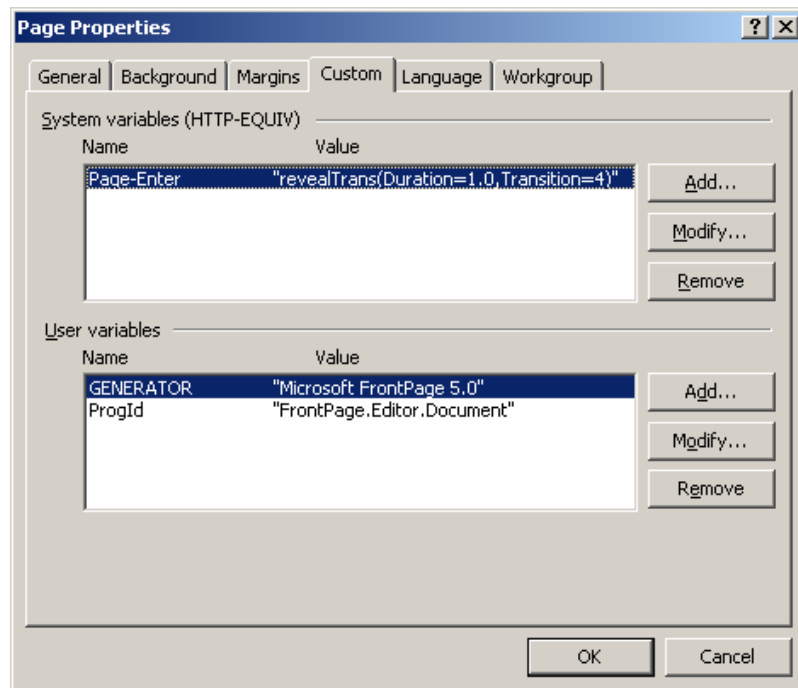 Page Properties
General Background Margins Custom Language Workgroup
System variables (HTTP-EQUIV)
Name Value
Page-Enter "revealTrans(Duration=1.0,Transition=4)"
Add...
Modify...
Remove
User variables
Name Value
GENERATOR "Microsoft FrontPage 5.0"
ProgId "FrontPage.Editor.Document"
Add...
Modify...
Remove
OK Cancel